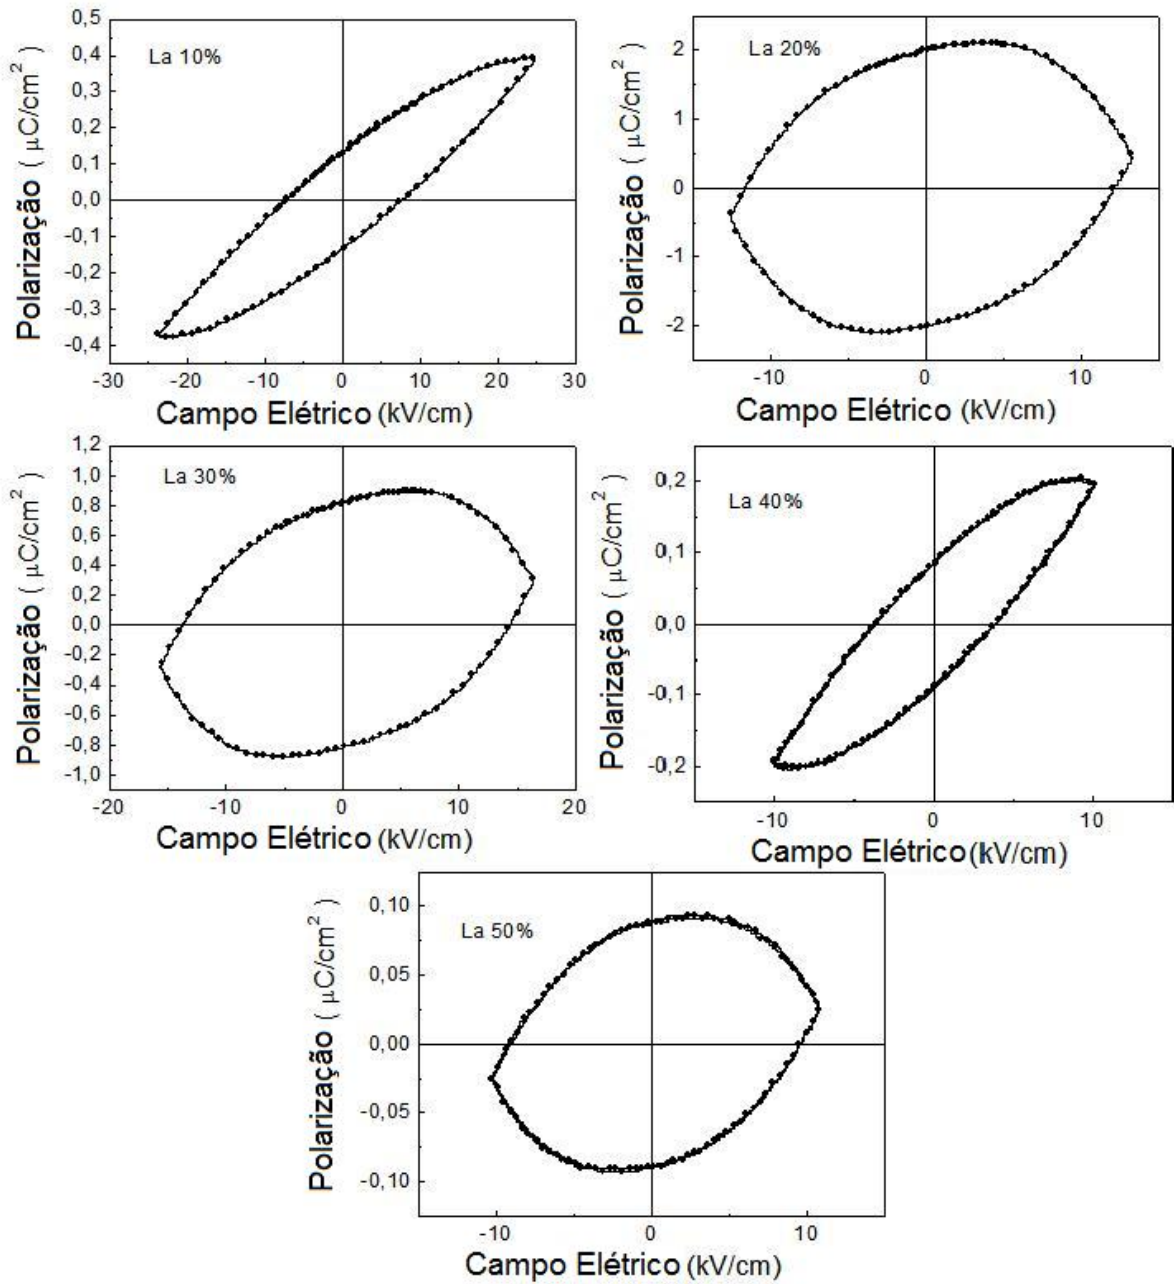 La 10%
Polarização ( μC/cm²)
0,5
0,4
0,3
0,2
0,1
0,0
-0,1
-0,2
-0,3
-0,4
-30 -20 -10 0 10 20 30
Campo Elétrico (kV/cm)
La 20%
Polarização ( μC/cm²)
2
1
0
-1
-2
-10 0 10
Campo Elétrico (kV/cm)
La 30%
Polarização ( μC/cm²)
1,2
1,0
0,8
0,6
0,4
0,2
0,0
-0,2
-0,4
-0,6
-0,8
-1,0
-20 -10 0 10 20
Campo Elétrico (kV/cm)
La 40%
Polarização ( μC/cm²)
0,2
0,1
0,0
-0,1
-0,2
-10 0 10
Campo Elétrico(kV/cm)
La 50%
Polarização ( μC/cm²)
0,10
0,05
0,00
-0,05
-0,10
-10 0 10
Campo Elétrico (kV/cm)